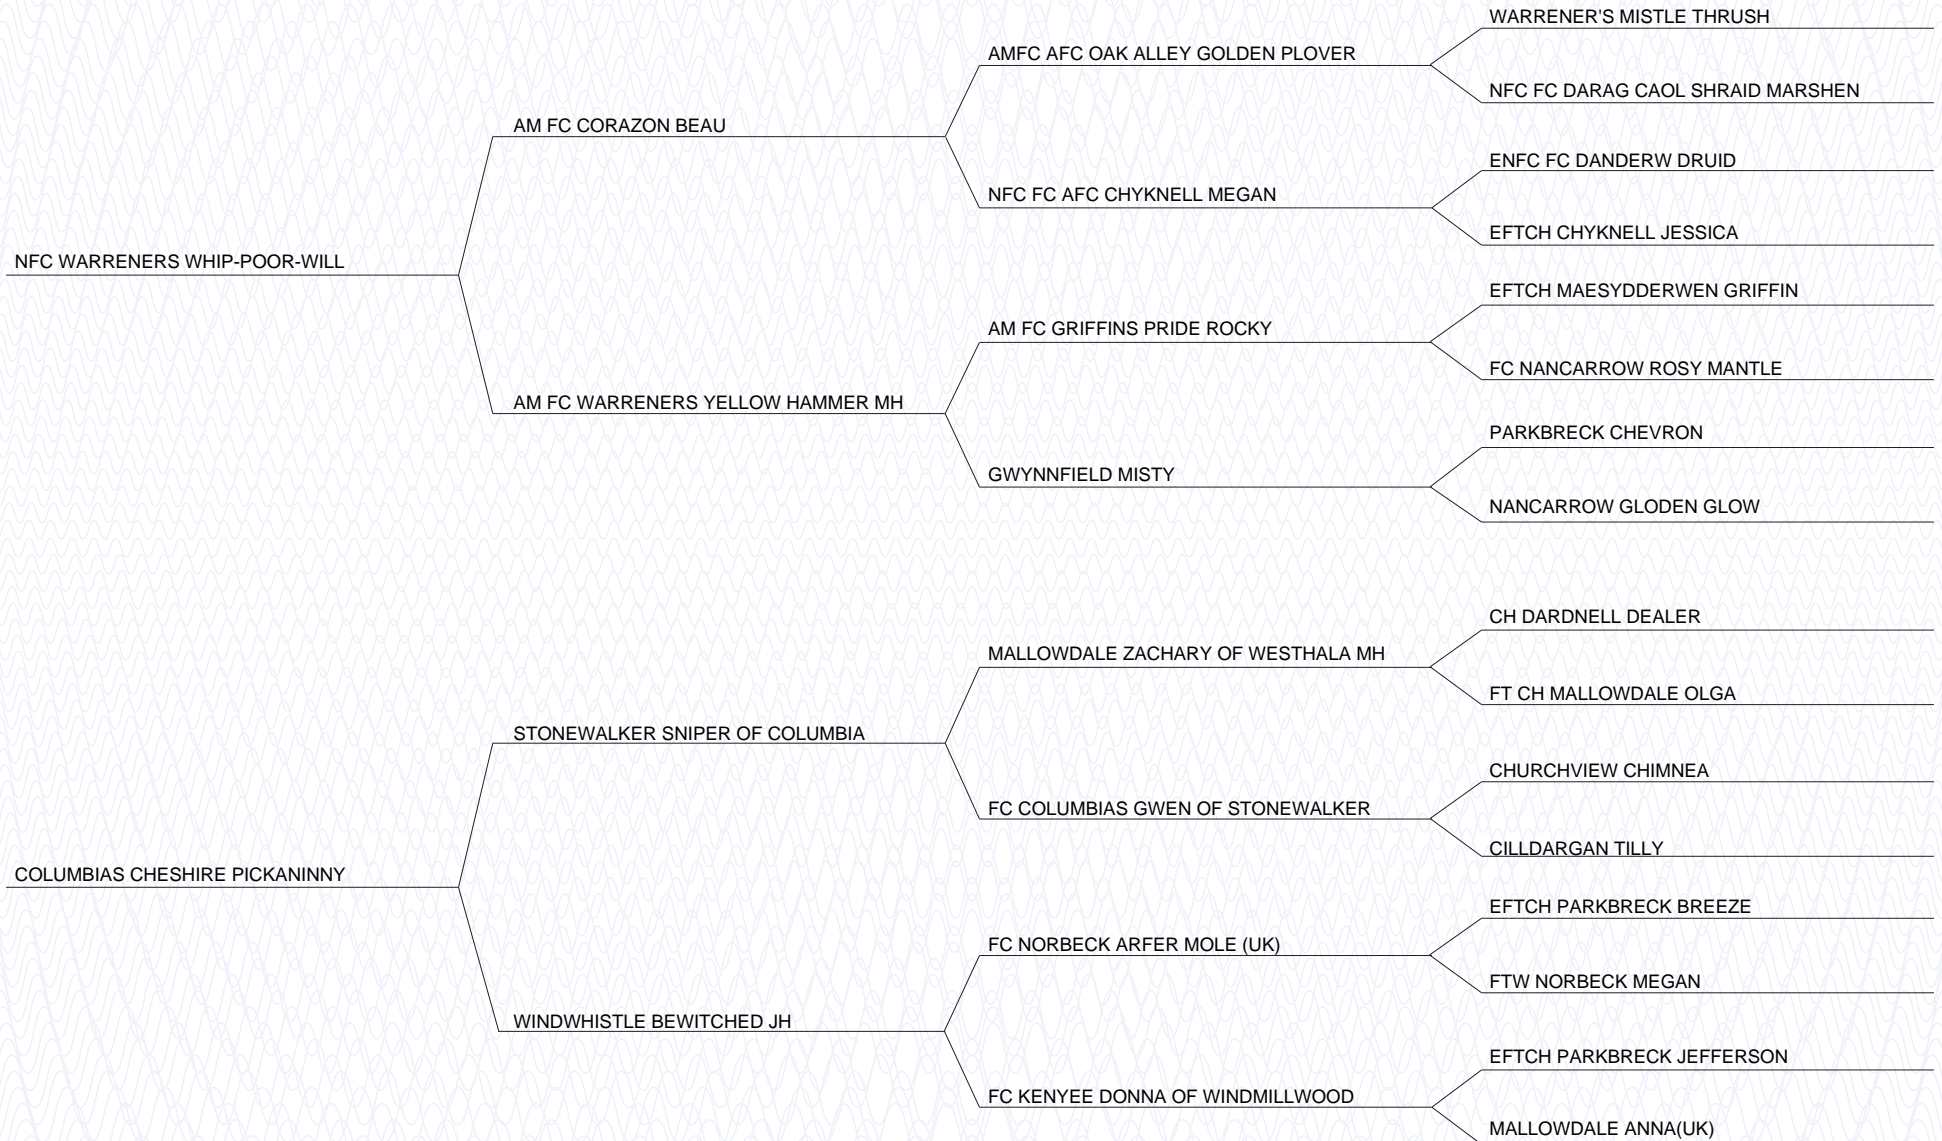 WARRENER'S MISTLE THRUSH
AMFC AFC OAK ALLEY GOLDEN PLOVER
NFC FC DARAG CAOL SHRAID MARSHEN
AM FC CORAZON BEAU
ENFC FC DANDERW DRUID
NFC FC AFC CHYKNELL MEGAN
EFTCH CHYKNELL JESSICA
NFC WARRENERS WHIP-POOR-WILL
EFTCH MAESYDDERWEN GRIFFIN
AM FC GRIFFINS PRIDE ROCKY
FC NANCARROW ROSY MANTLE
AM FC WARRENERS YELLOW HAMMER MH
PARKBRECK CHEVRON
GWYNNFIELD MISTY
NANCARROW GLODEN GLOW
CH DARDNELL DEALER
MALLOWDALE ZACHARY OF WESTHALA MH
FT CH MALLOWDALE OLGA
STONEWALKER SNIPER OF COLUMBIA
CHURCHVIEW CHIMNEA
FC COLUMBIAS GWEN OF STONEWALKER
CILLDARGAN TILLY
COLUMBIAS CHESHIRE PICKANINNY
EFTCH PARKBRECK BREEZE
FC NORBECK ARFER MOLE (UK)
FTW NORBECK MEGAN
WINDWHISTLE BEWITCHED JH
EFTCH PARKBRECK JEFFERSON
FC KENYEE DONNA OF WINDMILLWOOD
MALLOWDALE ANNA(UK)